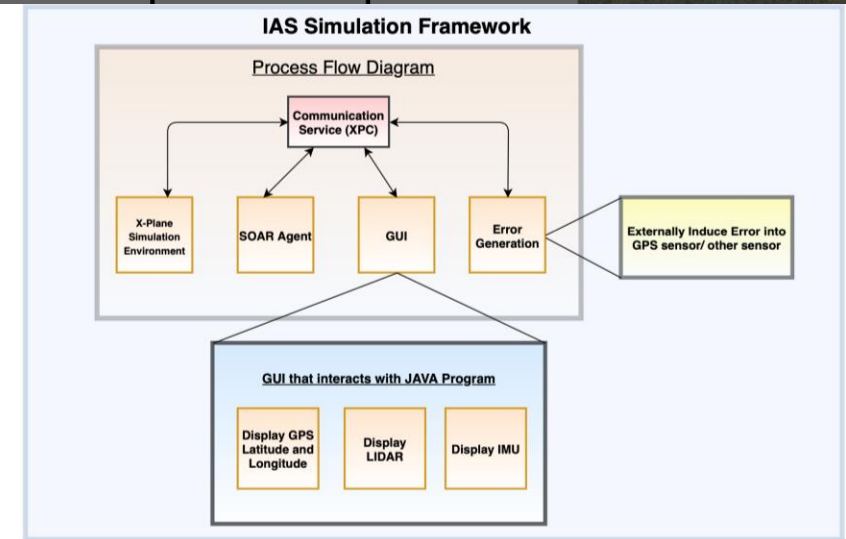 IAS Simulation Framework
Process Flow Diagram
Communication
Service (XPC)
X-Plane
Simulation
Environment
SOAR Agent
GUI
Error
Generation
Externally Induce Error into
GPS sensor/ other sensor
GUI that interacts with JAVA Program
Display GPS
Latitude and
Longitude
Display
LIDAR
Display IMU